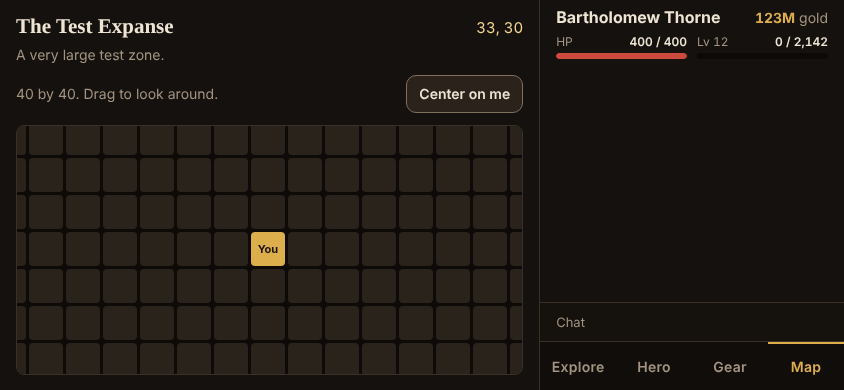 The Test Expanse
33, 30
A very large test zone.
40 by 40. Drag to look around.
Center on me
You
Bartholomew Thorne
123M gold
HP 400 / 400
Lv 12 0 / 2,142
Chat
Explore
Hero
Gear
Map